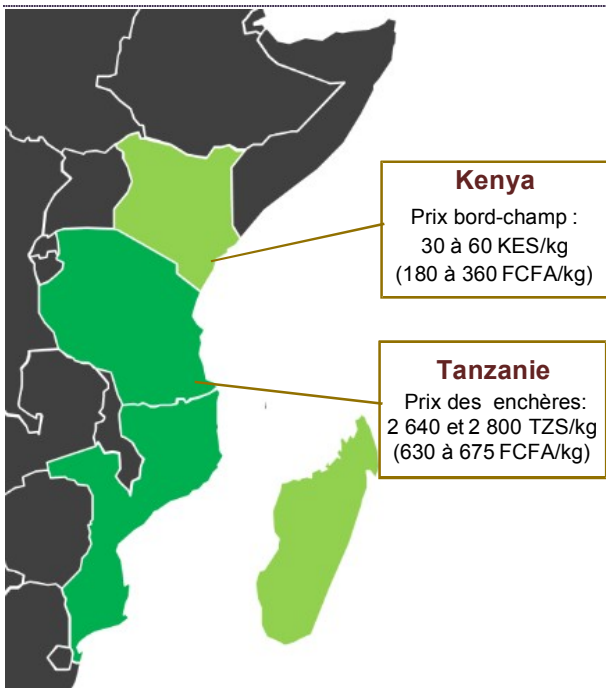 Kenya
Prix bord-champ :
30 à 60 KES/kg
(180 à 360 FCFA/kg)
Tanzanie
Prix des enchères:
2 640 et 2 800 TZS/kg
(630 à 675 FCFA/kg)